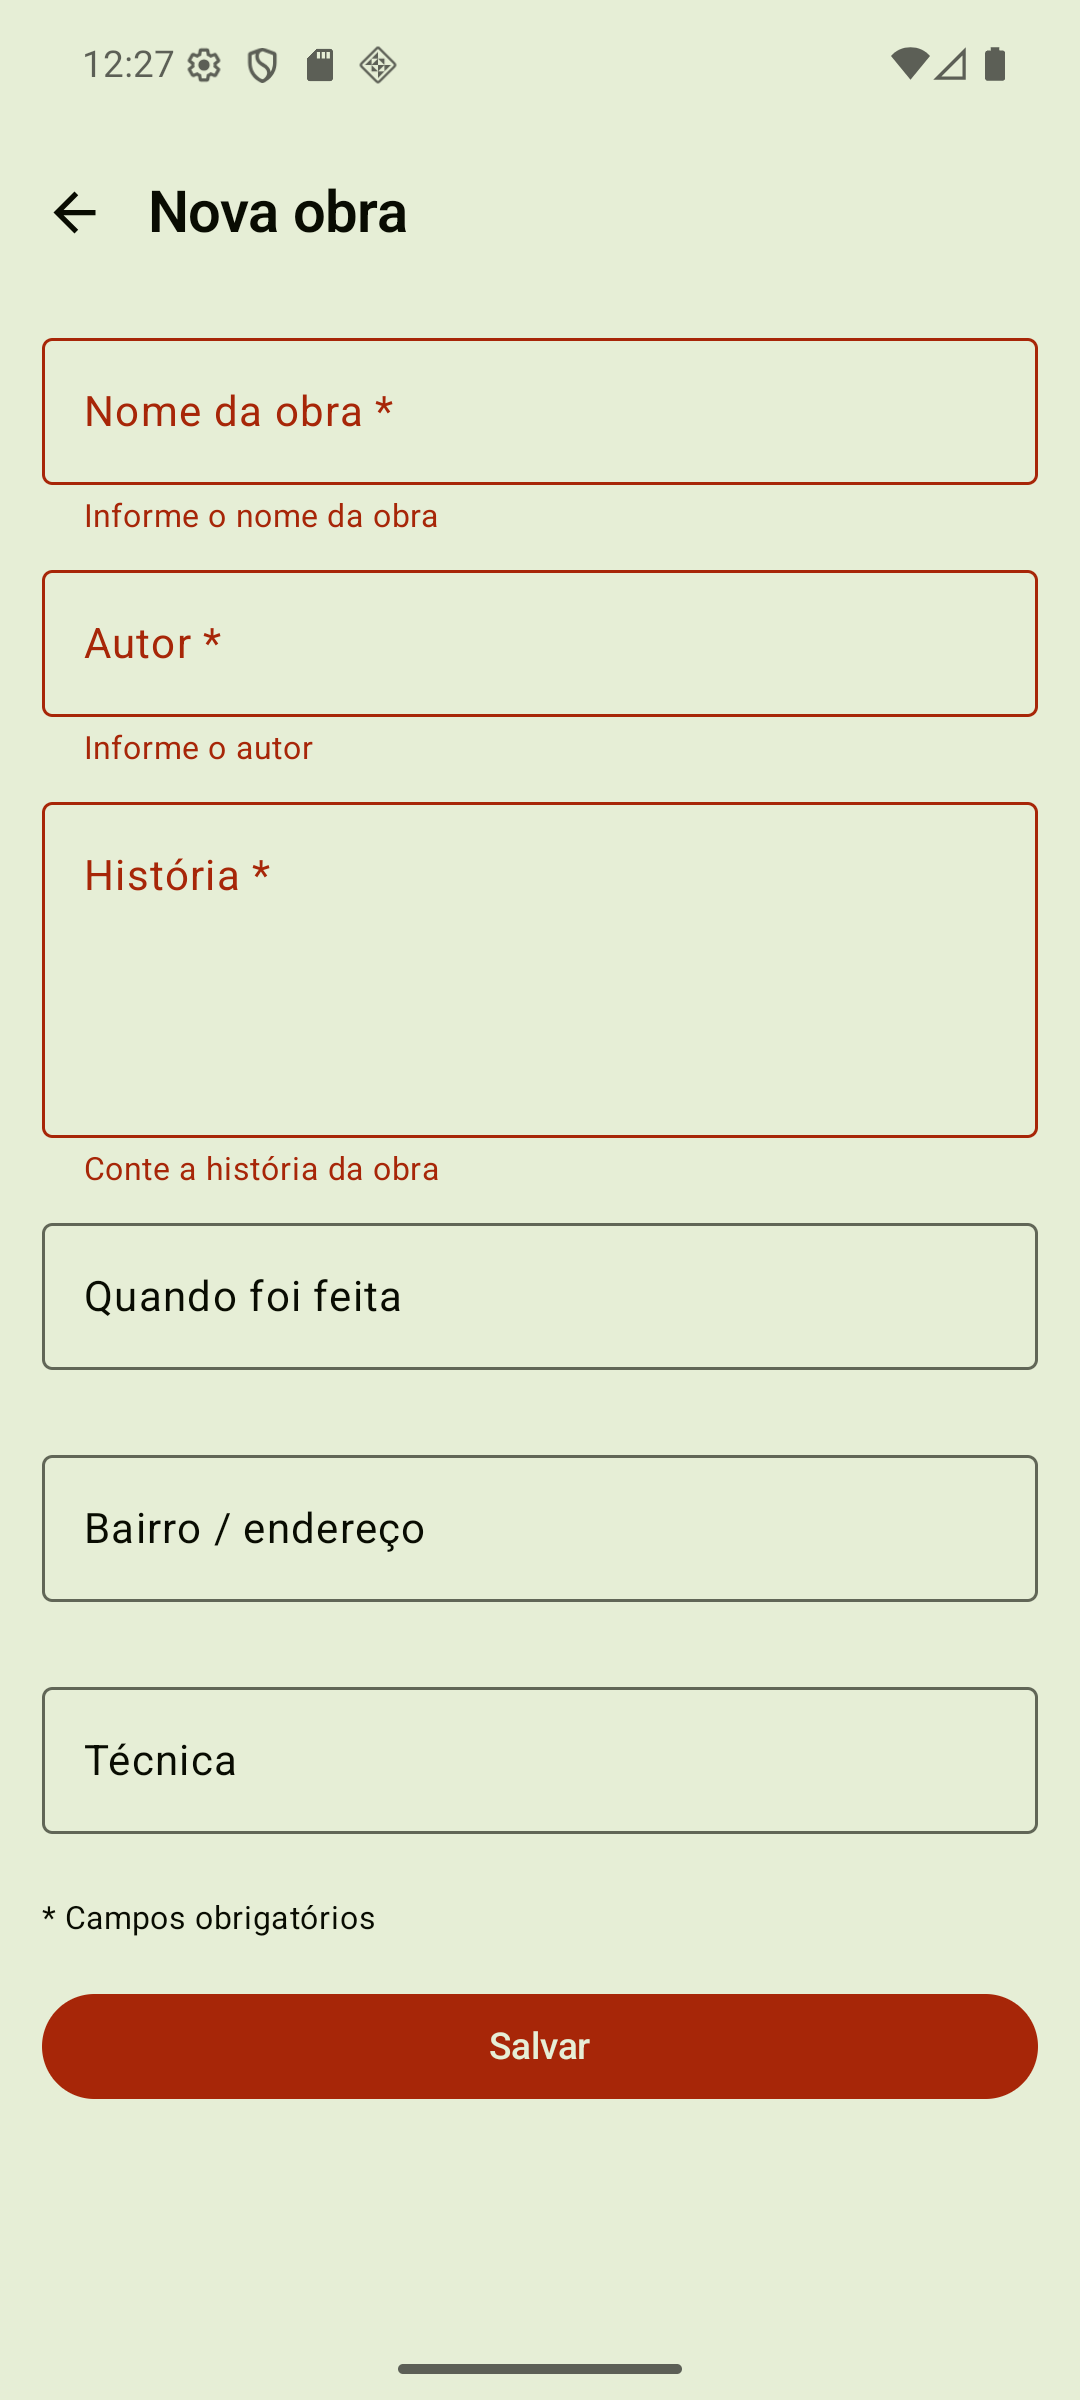 12:27
Nova obra
Nome da obra *
Informe o nome da obra
Autor *
Informe o autor
História *
Conte a história da obra
Quando foi feita
Bairro / endereço
Técnica
* Campos obrigatórios
Salvar